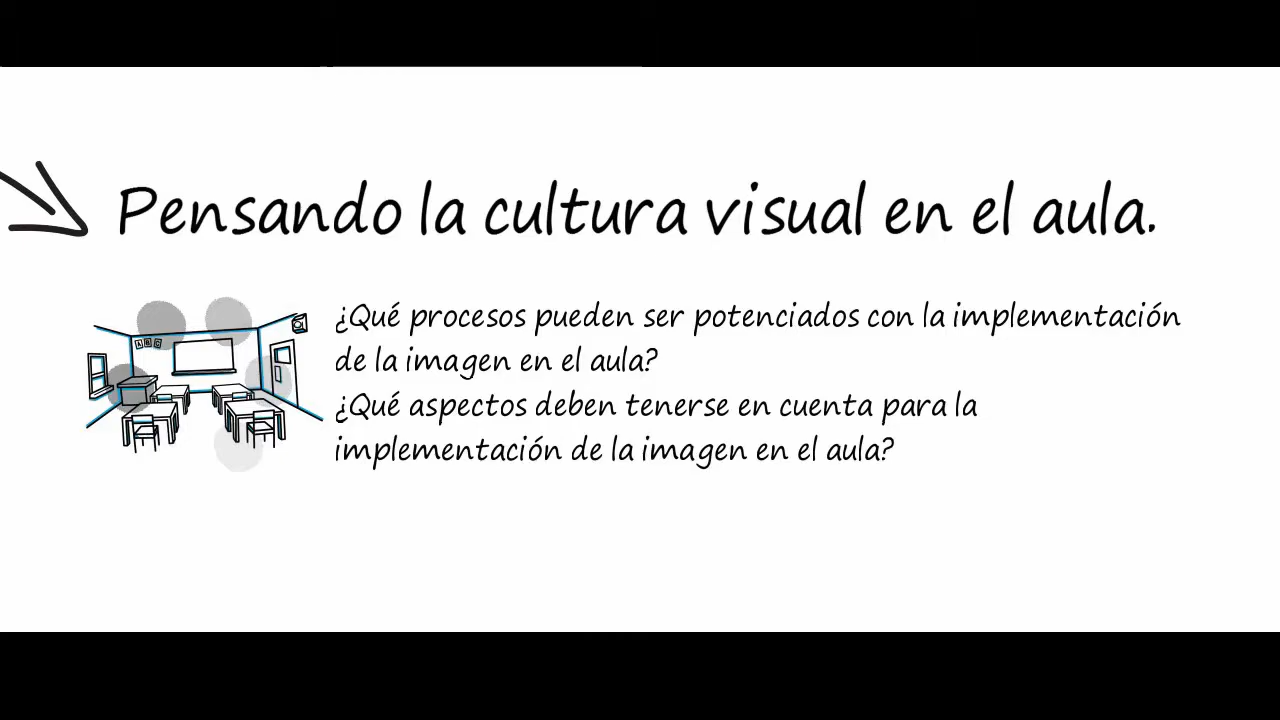 Pensando la cultura visual en el aula.
¿Qué procesos pueden ser potenciados con la implementación
de la imagen en el aula?
¿Qué aspectos deben tenerse en cuenta para la
implementación de la imagen en el aula?
A B C